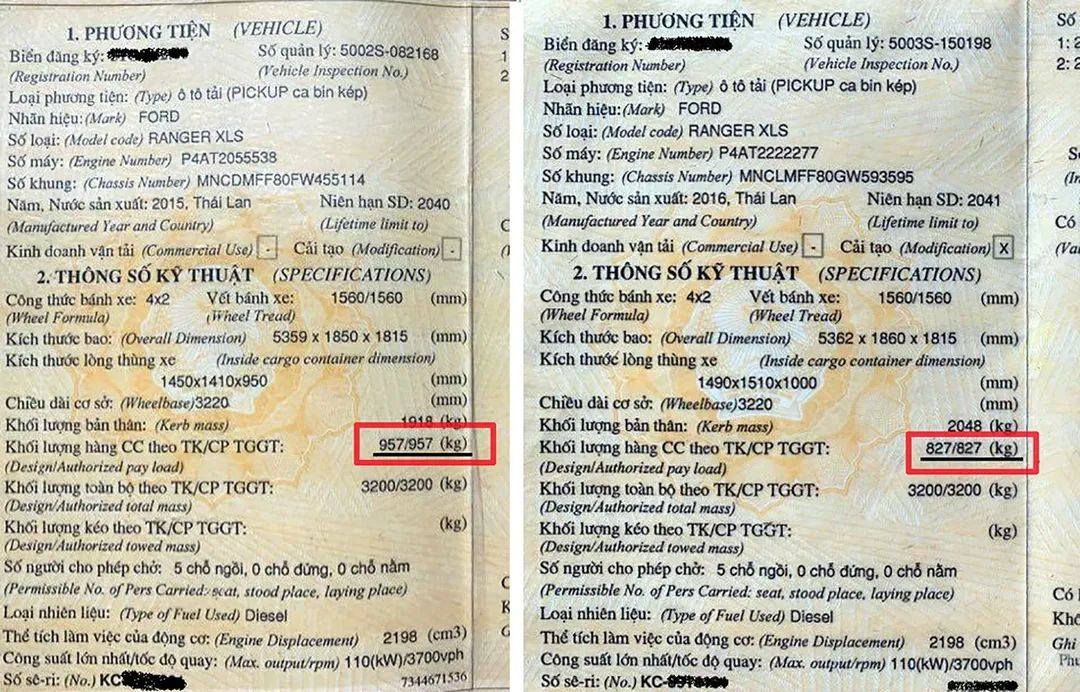 1. PHƯƠNG TIỆN (VEHICLE)
Biển đăng ký:
Số quản lý: 5002S-082168
(Registration Number)
(Vehicle Inspection No.)
Loại phương tiện: (Type) ô tô tải (PICKUP ca bin kép)
Nhãn hiệu: (Mark) FORD
Số loại: (Model code) RANGER XLS
Số máy: (Engine Number) P4AT2055538
Số khung: (Chassis Number) MNCDMFF80FW455114
Năm, Nước sản xuất: 2015, Thái Lan Niên hạn SD: 2040
(Manufactured Year and Country) (Lifetime limit to)
Kinh doanh vận tải (Commercial Use) - Cải tạo (Modification) -
2. THÔNG SỐ KỸ THUẬT (SPECIFICATIONS)
Công thức bánh xe: 4x2 Vết bánh xe: 1560/1560 (mm)
(Wheel Formula) (Wheel Tread)
Kích thước bao: (Overall Dimension) 5359 x 1850 x 1815 (mm)
Kích thước lòng thùng xe (Inside cargo container dimension)
1450x1410x950 (mm)
Chiều dài cơ sở: (Wheelbase) 3220 (mm)
Khối lượng bản thân: (Kerb mass) 1918 (kg)
Khối lượng hàng CC theo TK/CP TGGT: 957/957 (kg)
(Design/Authorized pay load)
Khối lượng toàn bộ theo TK/CP TGGT: 3200/3200 (kg)
(Design/Authorized total mass)
Khối lượng kéo theo TK/CP TGGT: (kg)
(Design/Authorized towed mass)
Số người cho phép chở: 5 chỗ ngồi, 0 chỗ đứng, 0 chỗ nằm
(Permissible No. of Pers Carried: seat, stood place, laying place)
Loại nhiên liệu: (Type of Fuel Used) Diesel
Thể tích làm việc của động cơ: (Engine Displacement) 2198 (cm3)
Công suất lớn nhất/tốc độ quay: (Max. output/rpm) 110(kW)/3700vph
Số sê-ri: (No.) KC
7344671536
1. PHƯƠNG TIỆN (VEHICLE)
Biển đăng ký:
Số quản lý: 5003S-150198
(Registration Number)
(Vehicle Inspection No.)
Loại phương tiện: (Type) ô tô tải (PICKUP ca bin kép)
Nhãn hiệu: (Mark) FORD
Số loại: (Model code) RANGER XLS
Số máy: (Engine Number) P4AT2222277
Số khung: (Chassis Number) MNCLMFF80GW593595
Năm, Nước sản xuất: 2016, Thái Lan Niên hạn SD: 2041
(Manufactured Year and Country) (Lifetime limit to)
Kinh doanh vận tải (Commercial Use) - Cải tạo (Modification) X
2. THÔNG SỐ KỸ THUẬT (SPECIFICATIONS)
Công thức bánh xe: 4x2 Vết bánh xe: 1560/1560 (mm)
(Wheel Formula) (Wheel Tread)
Kích thước bao: (Overall Dimension) 5362 x 1860 x 1815 (mm)
Kích thước lòng thùng xe (Inside cargo container dimension)
1490x1510x1000 (mm)
Chiều dài cơ sở: (Wheelbase) 3220 (mm)
Khối lượng bản thân: (Kerb mass) 2048 (kg)
Khối lượng hàng CC theo TK/CP TGGT: 827/827 (kg)
(Design/Authorized pay load)
Khối lượng toàn bộ theo TK/CP TGGT: 3200/3200 (kg)
(Design/Authorized total mass)
Khối lượng kéo theo TK/CP TGGT: (kg)
(Design/Authorized towed mass)
Số người cho phép chở: 5 chỗ ngồi, 0 chỗ đứng, 0 chỗ nằm
(Permissible No. of Pers Carried: seat, stood place, laying place)
Loại nhiên liệu: (Type of Fuel Used) Diesel
Thể tích làm việc của động cơ: (Engine Displacement) 2198 (cm3)
Công suất lớn nhất/tốc độ quay: (Max. output/rpm) 110(kW)/3700vph
Số sê-ri: (No.) KC-
Số
1: 2
2: 2
Có
(Va
Có
Khô
Ghi